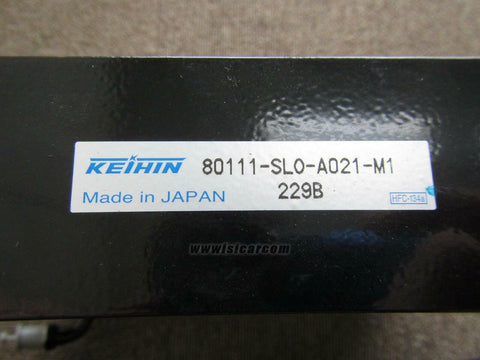 KEIHIN 80111-SL0-A021-M1
Made in JAPAN 229B HFC-134a
www.isicar.com